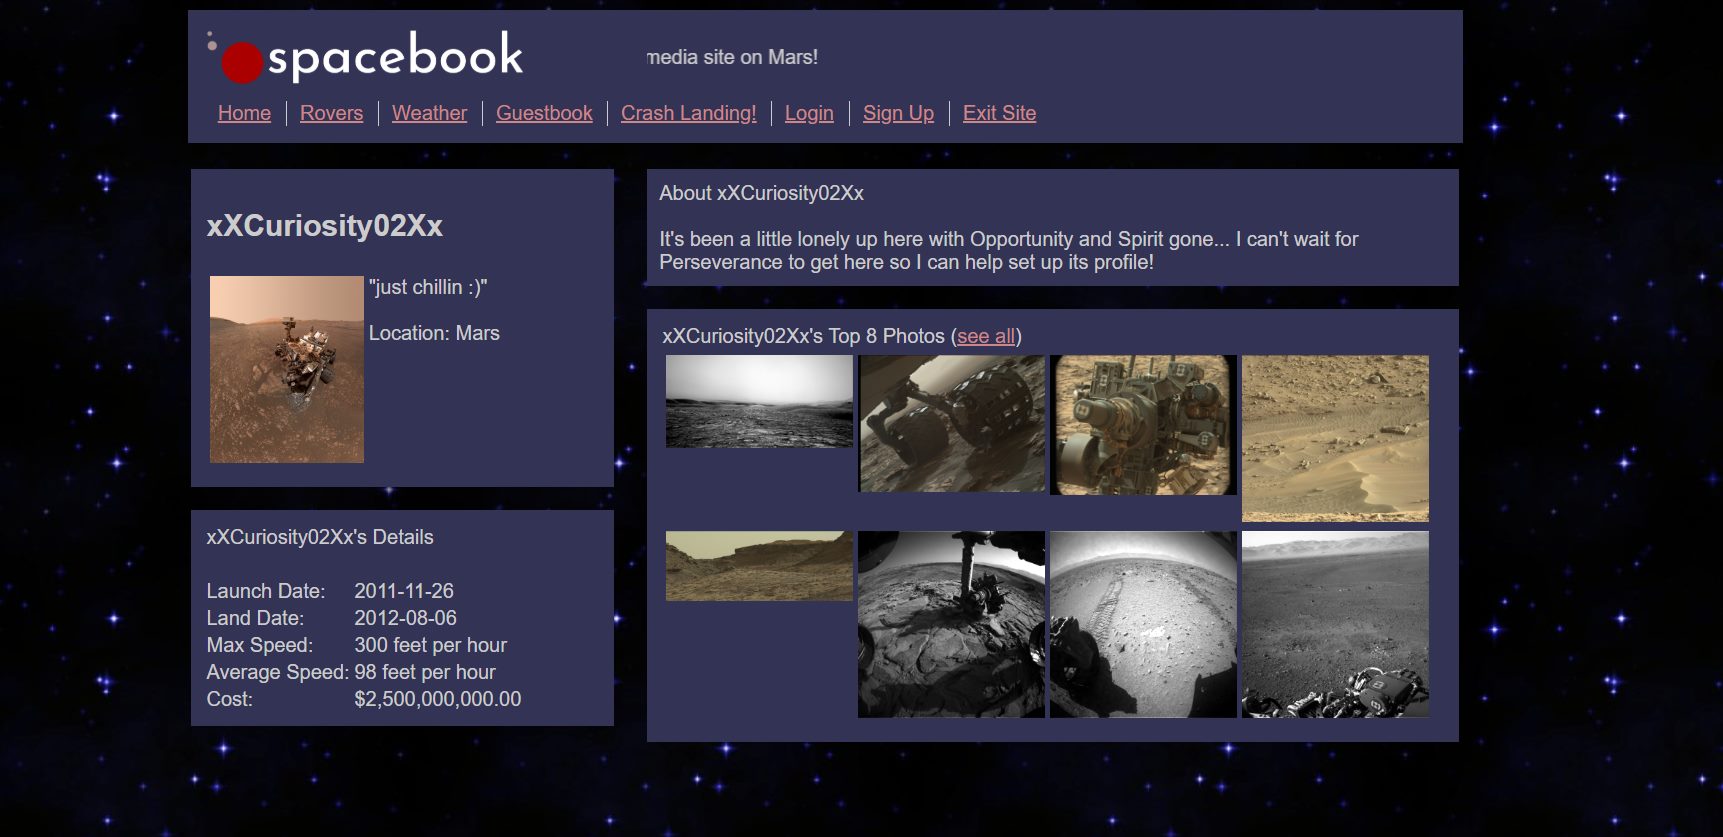 spacebook
media site on Mars!
Home Rovers Weather Guestbook Crash Landing! Login Sign Up Exit Site
xXCuriosity02Xx
"just chillin :)"
Location: Mars
xXCuriosity02Xx's Details
Launch Date: 2011-11-26
Land Date: 2012-08-06
Max Speed: 300 feet per hour
Average Speed: 98 feet per hour
Cost: $2,500,000,000.00
About xXCuriosity02Xx
It's been a little lonely up here with Opportunity and Spirit gone... I can't wait for
Perseverance to get here so I can help set up its profile!
xXCuriosity02Xx's Top 8 Photos (see all)